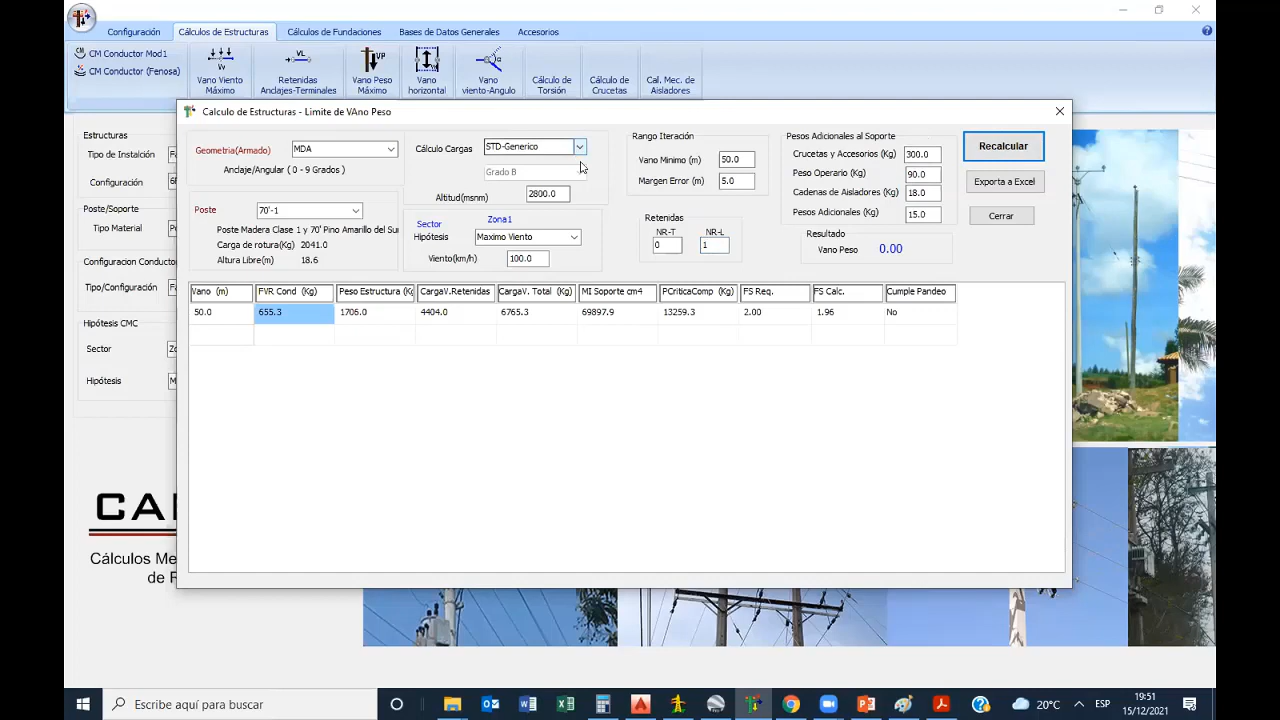 Configuración
Cálculos de Estructuras
Cálculos de Fundaciones
Bases de Datos Generales
Accesorios
CM Conductor Mod1
CM Conductor (Fenosa)
Vano Viento Máximo
Retenidas Anclajes-Terminales
Vano Peso Máximo
Vano horizontal
Vano viento-Angulo
Cálculo de Torsión
Cálculo de Crucetas
Cal. Mec. de Aisladores
Estructuras
Tipo de Instalción
Configuración
Poste/Soporte
Tipo Material
Configuracion Conducto
Tipo/Configuración
Hipótesis CMC
Sector
Hipótesis
Calculo de Estructuras - Limite de VAno Peso
Geometria(Armado) MDA
Anclaje/Angular ( 0 - 9 Grados )
Poste 70'-1
Poste Madera Clase 1 y 70' Pino Amarillo del Sur
Carga de rotura(Kg) 2041.0
Altura Libre(m) 18.6
Cálculo Cargas STD-Generico
Grado B
Altitud(msnm) 2800.0
Sector Zona1
Hipótesis Maximo Viento
Viento(km/h) 100.0
Rango Iteración
Vano Minimo (m) 50.0
Margen Error (m) 5.0
Retenidas
NR-T NR-L
0 1
Pesos Adicionales al Soporte
Crucetas y Accesorios (Kg) 300.0
Peso Operario (Kg) 90.0
Cadenas de Aisladores (Kg) 18.0
Pesos Adicionales (Kg) 15.0
Resultado
Vano Peso 0.00
Recalcular
Exporta a Excel
Cerrar
Vano (m) FVR Cond (Kg) Peso Estructura (Kg CargaV.Retenidas CargaV. Total (Kg) MI Soporte cm4 PCriticaComp (Kg) FS Req. FS Calc. Cumple Pandeo
50.0 655.3 1706.0 4404.0 6765.3 69897.9 13259.3 2.00 1.96 No
Cálculos Me
de R
Escribe aquí para buscar
20°C
ESP
19:51
15/12/2021